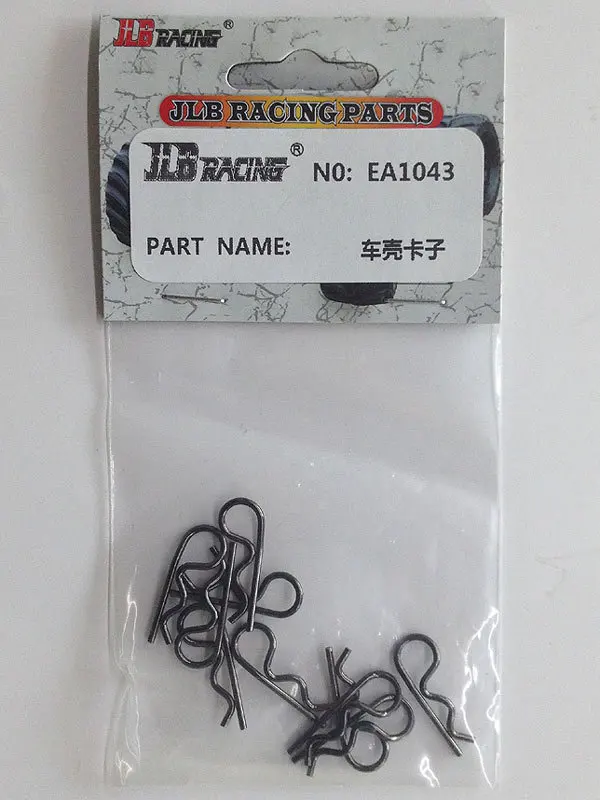 JLB RACING®
JLB RACING PARTS
JLB RACING® NO: EA1043
PART NAME: 车壳卡子